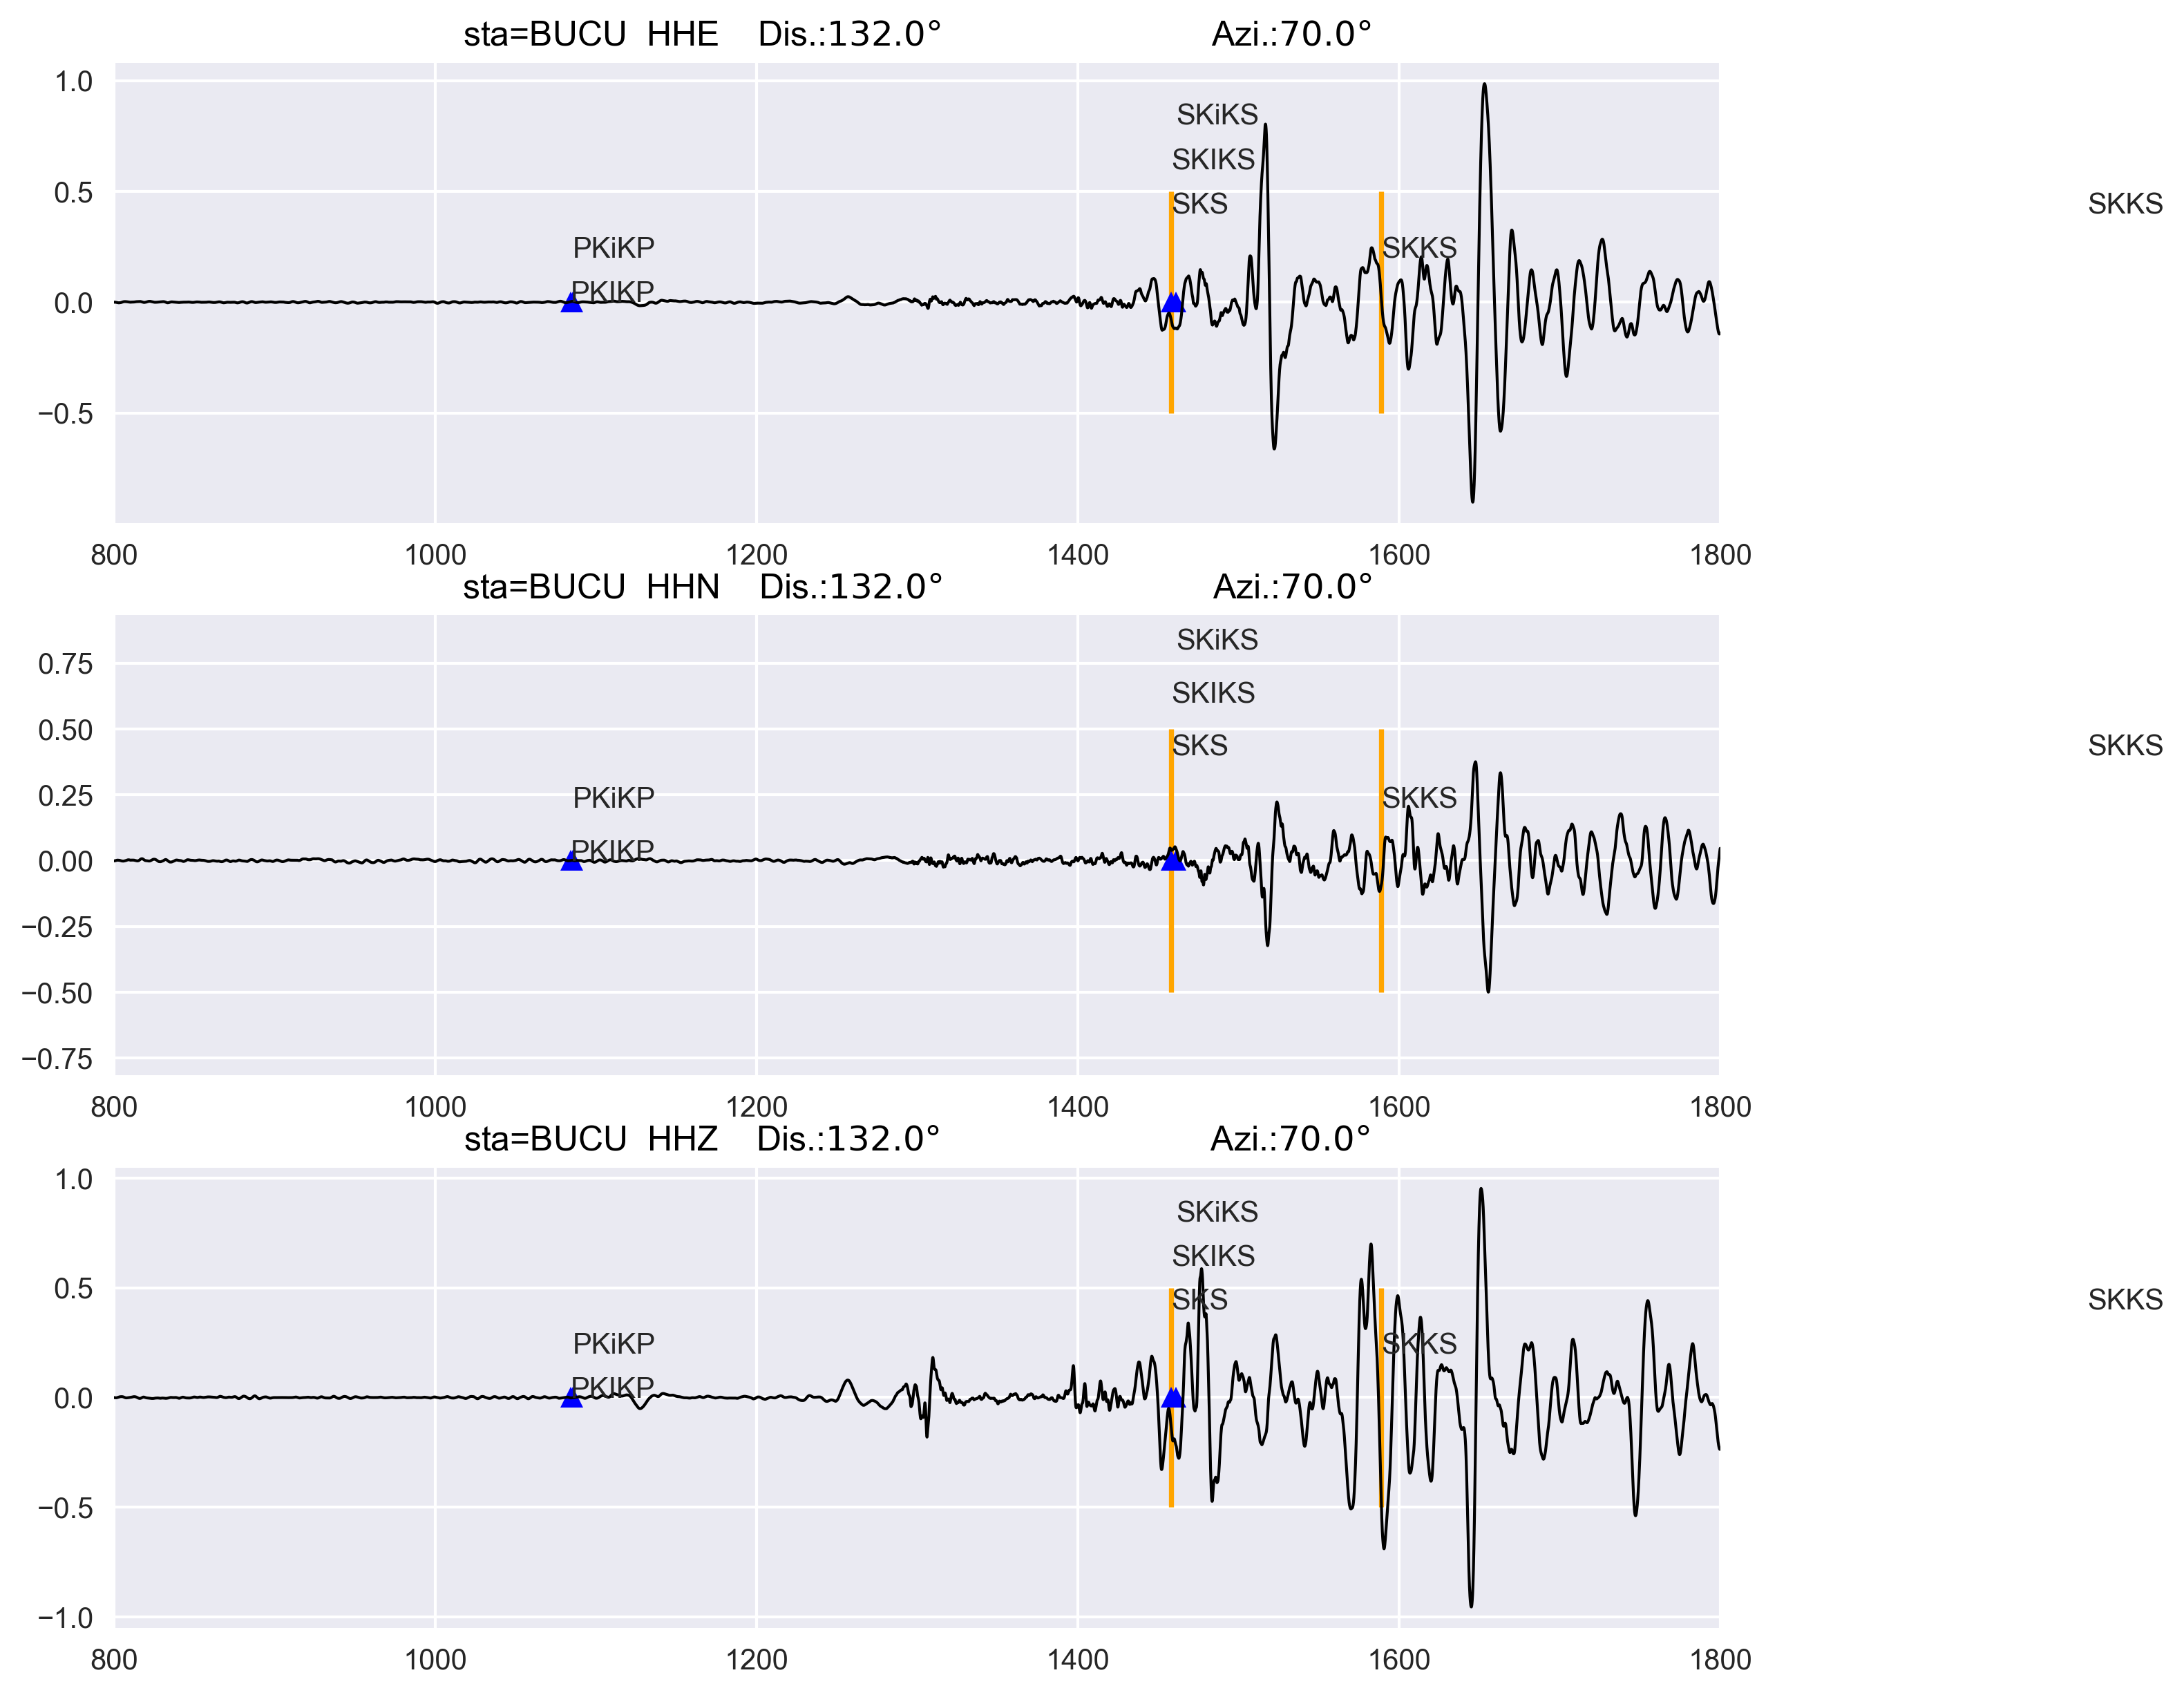 sta=BUCU HHE Dis.:132.0° Azi.:70.0°
1.0
SKiKS
SKIKS
0.5
SKS
SKKS
PKiKP
SKKS
PKIKP
0.0
−0.5
800 1000 1200 1400 1600 1800
sta=BUCU HHN Dis.:132.0° Azi.:70.0°
SKiKS
0.75
SKIKS
0.50
SKS
SKKS
0.25
PKiKP
SKKS
PKIKP
0.00
−0.25
−0.50
−0.75
800 1000 1200 1400 1600 1800
sta=BUCU HHZ Dis.:132.0° Azi.:70.0°
1.0
SKiKS
SKIKS
0.5
SKS
SKKS
PKiKP
SKKS
PKIKP
0.0
−0.5
−1.0
800 1000 1200 1400 1600 1800